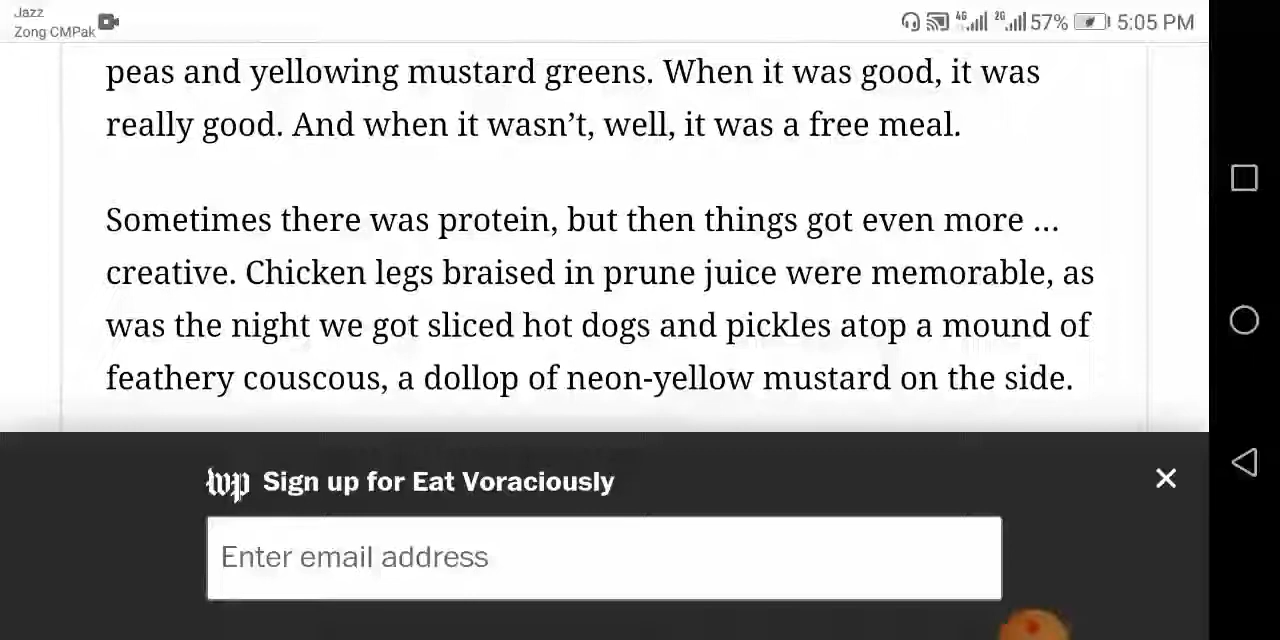 Jazz
Zong CMPak
4G 2G 57% 5:05 PM
peas and yellowing mustard greens. When it was good, it was
really good. And when it wasn’t, well, it was a free meal.
Sometimes there was protein, but then things got even more ...
creative. Chicken legs braised in prune juice were memorable, as
was the night we got sliced hot dogs and pickles atop a mound of
feathery couscous, a dollop of neon-yellow mustard on the side.
wp Sign up for Eat Voraciously
Enter email address